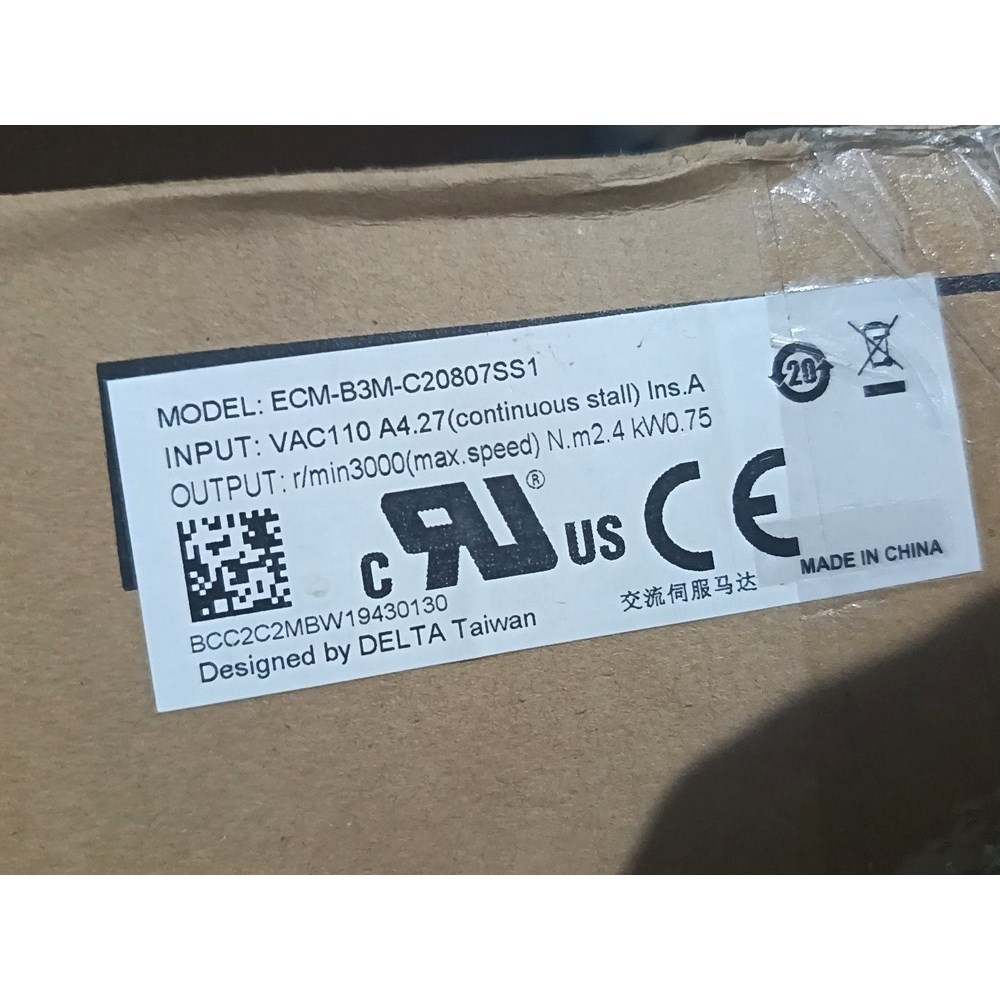 MODEL: ECM-B3M-C20807SS1
INPUT: VAC110 A4.27(continuous stall) Ins.A
OUTPUT: r/min3000(max.speed) N.m2.4 kW0.75
20
c RU ® US CE
BCC2C2MBW19430130
交流伺服马达
MADE IN CHINA
Designed by DELTA Taiwan